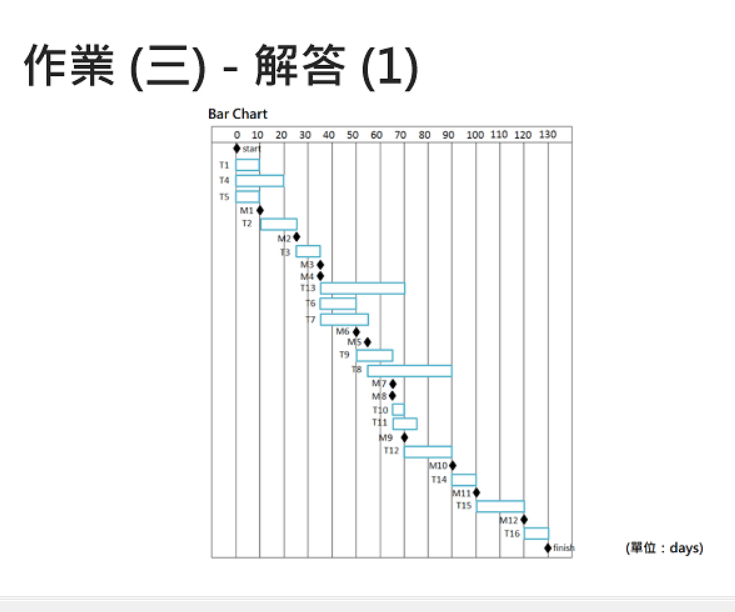 作業 (三) - 解答 (1)
Bar Chart
0 10 20 30 40 50 60 70 80 90 100 110 120 130
start
T1
T4
T5
M1
T2
M2
T3
M3
M4
T13
T6
T7
M6
M5
T9
T8
M7
M8
T10
T11
M9
T12
M10
T14
M11
T15
M12
T16
finish
(單位：days)